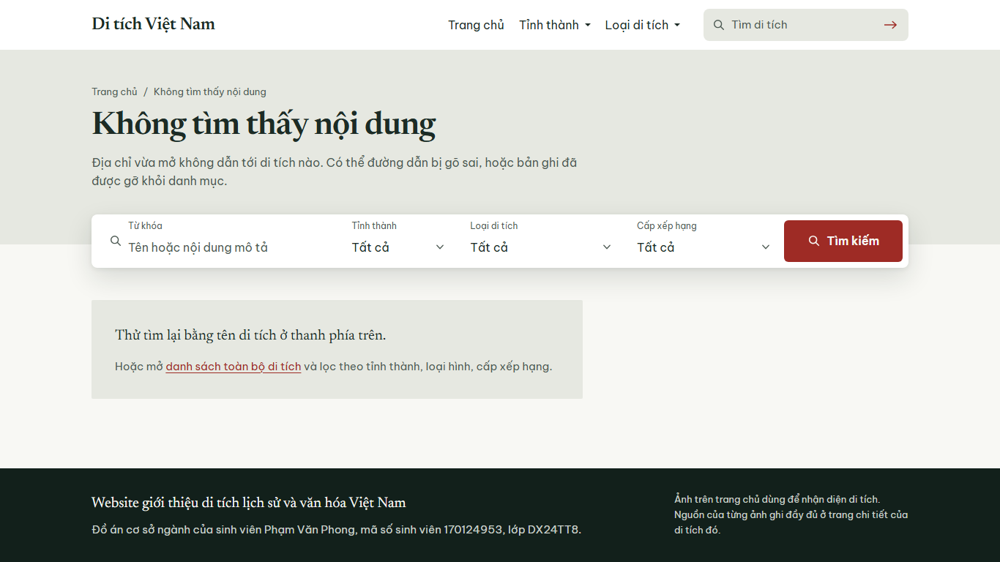 Di tích Việt Nam
Trang chủ
Tỉnh thành
Loại di tích
Tìm di tích
Trang chủ / Không tìm thấy nội dung
Không tìm thấy nội dung
Địa chỉ vừa mở không dẫn tới di tích nào. Có thể đường dẫn bị gõ sai, hoặc bản ghi đã
được gỡ khỏi danh mục.
Từ khóa
Tên hoặc nội dung mô tả
Tỉnh thành
Tất cả
Loại di tích
Tất cả
Cấp xếp hạng
Tất cả
Tìm kiếm
Thử tìm lại bằng tên di tích ở thanh phía trên.
Hoặc mở danh sách toàn bộ di tích và lọc theo tỉnh thành, loại hình, cấp xếp hạng.
Website giới thiệu di tích lịch sử và văn hóa Việt Nam
Đồ án cơ sở ngành của sinh viên Phạm Văn Phong, mã số sinh viên 170124953, lớp DX24TT8.
Ảnh trên trang chủ dùng để nhận diện di tích.
Nguồn của từng ảnh ghi đầy đủ ở trang chi tiết của
di tích đó.